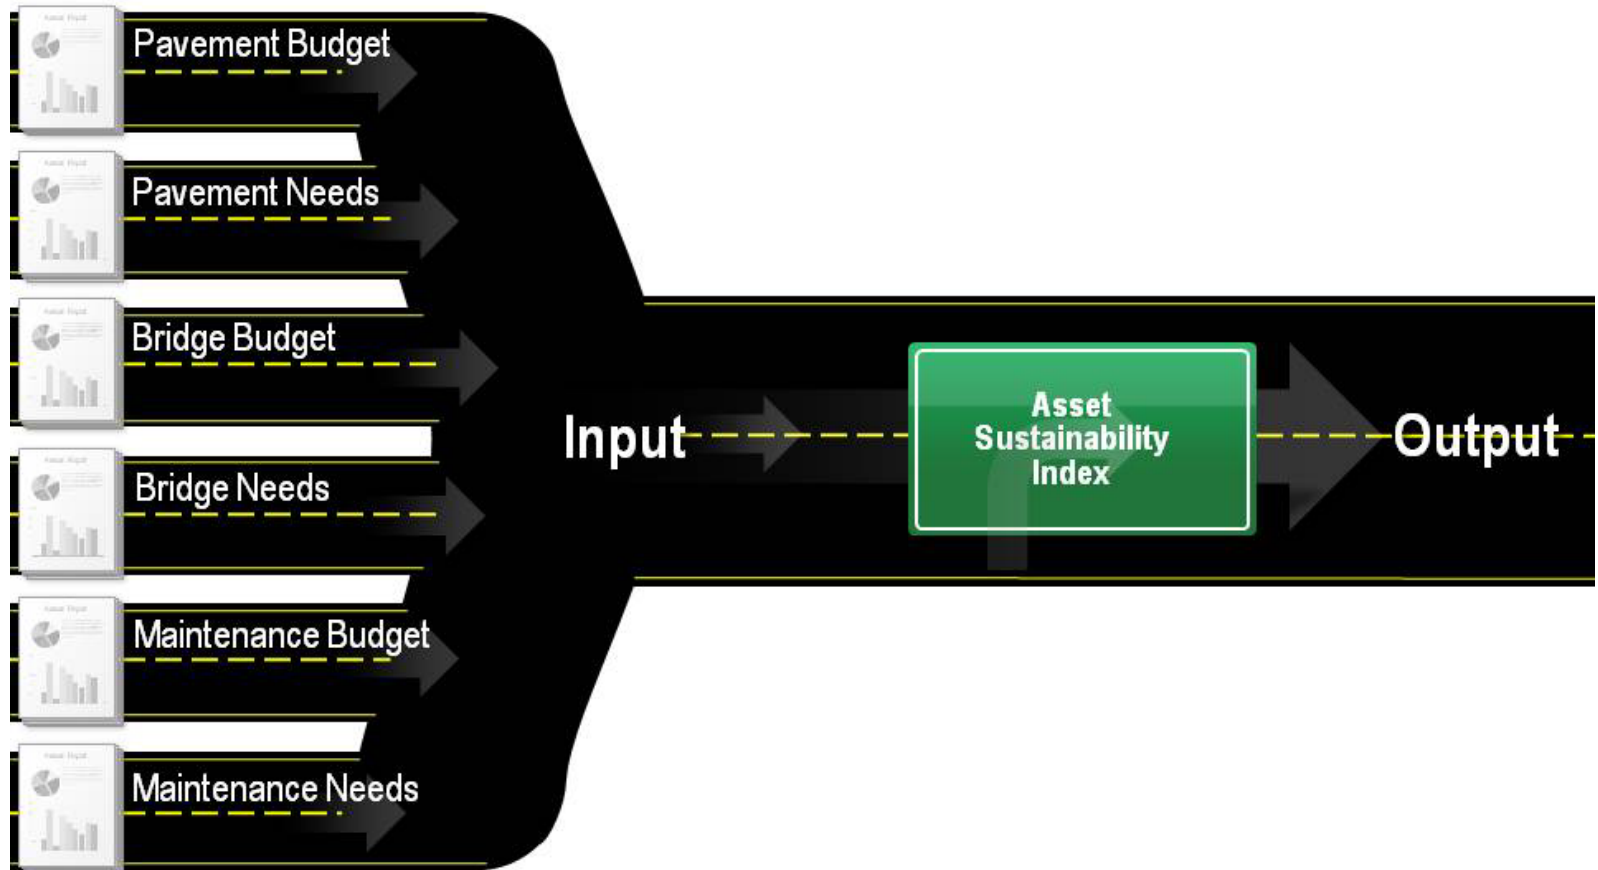 Pavement Budget
Pavement Needs
Bridge Budget
Bridge Needs
Maintenance Budget
Maintenance Needs
Input
Asset
Sustainability
Index
Output